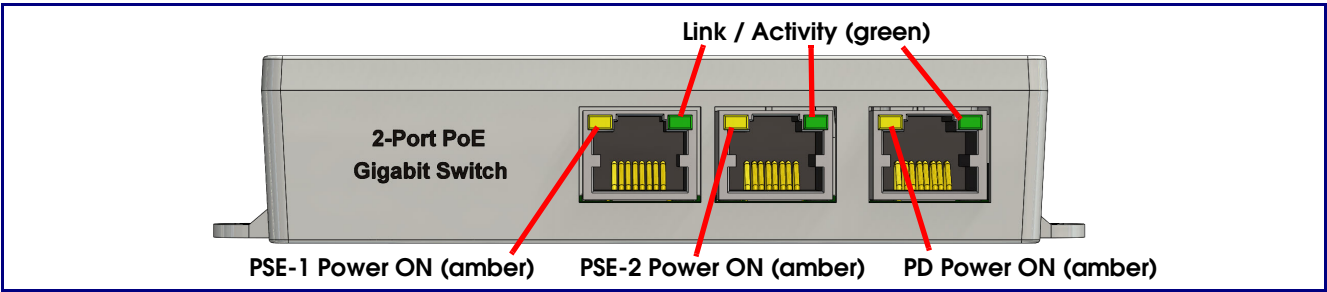 Link / Activity (green)
2-Port PoE
Gigabit Switch
PSE-1 Power ON (amber)
PSE-2 Power ON (amber)
PD Power ON (amber)